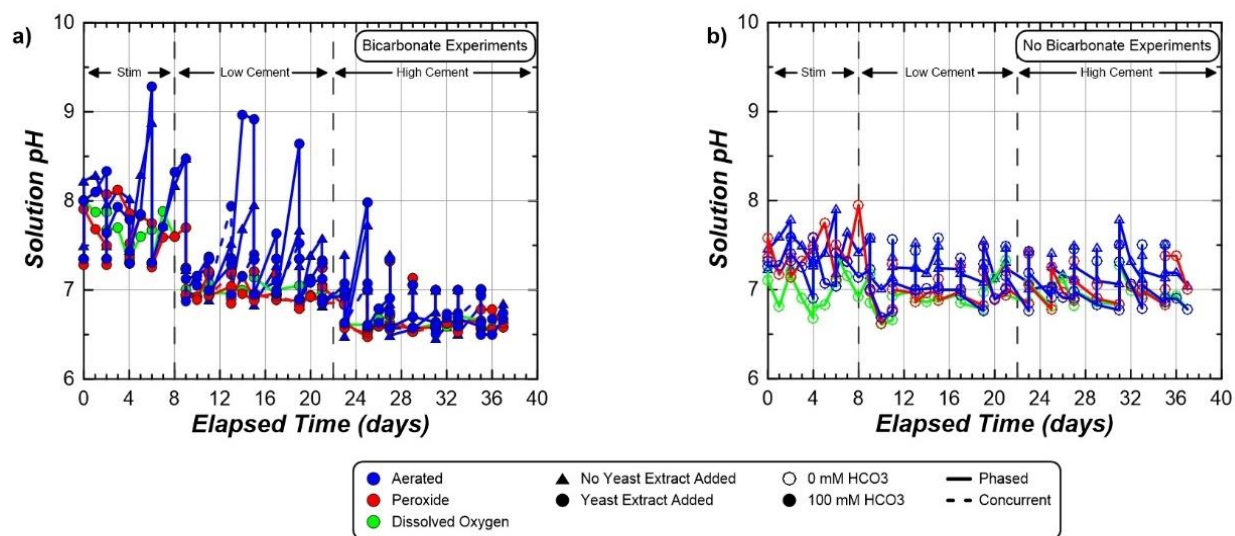 a)
Bicarbonate Experiments
Stim
Low Cement
High Cement
Solution pH
10
9
8
7
6
0 4 8 12 16 20 24 28 32 36 40
Elapsed Time (days)
b)
No Bicarbonate Experiments
Stim
Low Cement
High Cement
Solution pH
10
9
8
7
6
0 4 8 12 16 20 24 28 32 36 40
Elapsed Time (days)
Aerated
Peroxide
Dissolved Oxygen
No Yeast Extract Added
Yeast Extract Added
0 mM HCO3
100 mM HCO3
Phased
Concurrent